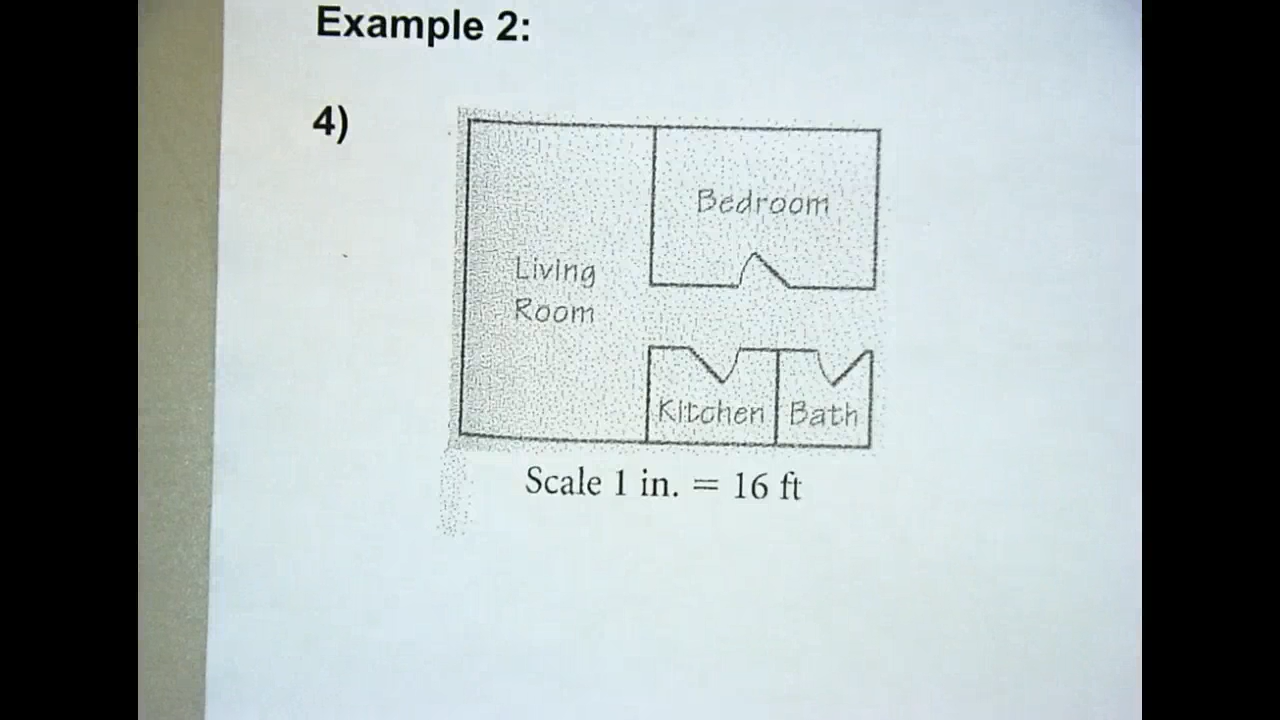 Example 2:
4)
Bedroom
Living
Room
Kitchen
Bath
Scale 1 in. = 16 ft